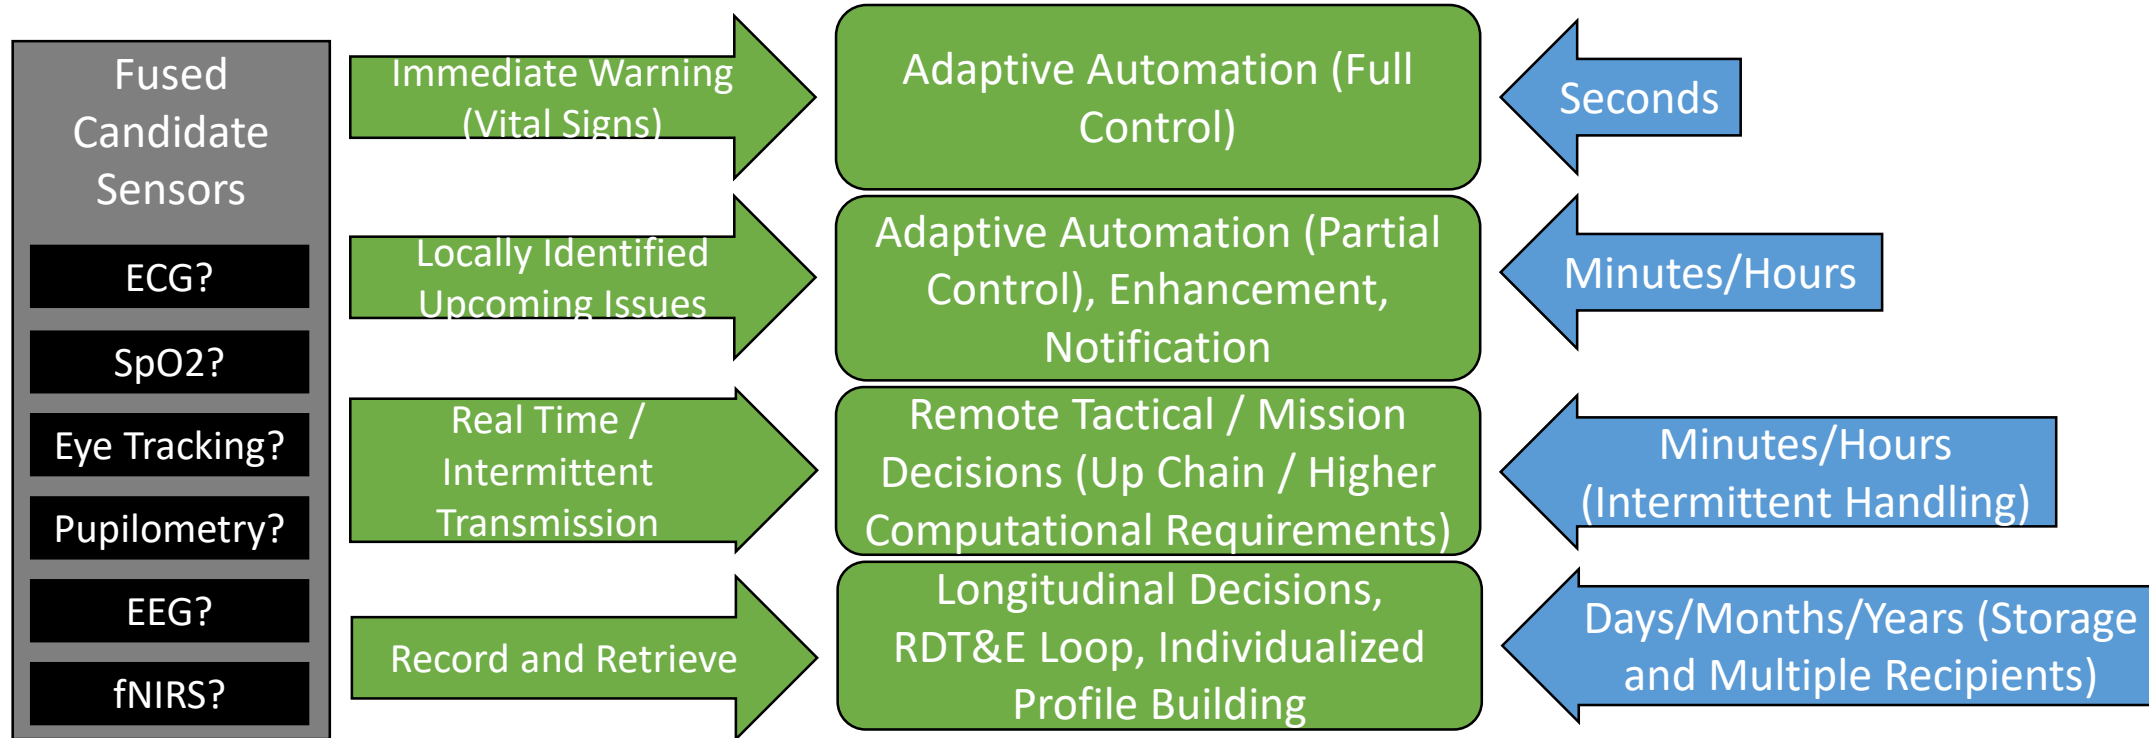 Fused
Candidate
Sensors
ECG?
SpO2?
Eye Tracking?
Pupilometry?
EEG?
fNIRS?
Immediate Warning
(Vital Signs)
Adaptive Automation (Full
Control)
Seconds
Locally Identified
Upcoming Issues
Adaptive Automation (Partial
Control), Enhancement,
Notification
Minutes/Hours
Real Time /
Intermittent
Transmission
Remote Tactical / Mission
Decisions (Up Chain / Higher
Computational Requirements)
Minutes/Hours
(Intermittent Handling)
Record and Retrieve
Longitudinal Decisions,
RDT&E Loop, Individualized
Profile Building
Days/Months/Years (Storage
and Multiple Recipients)